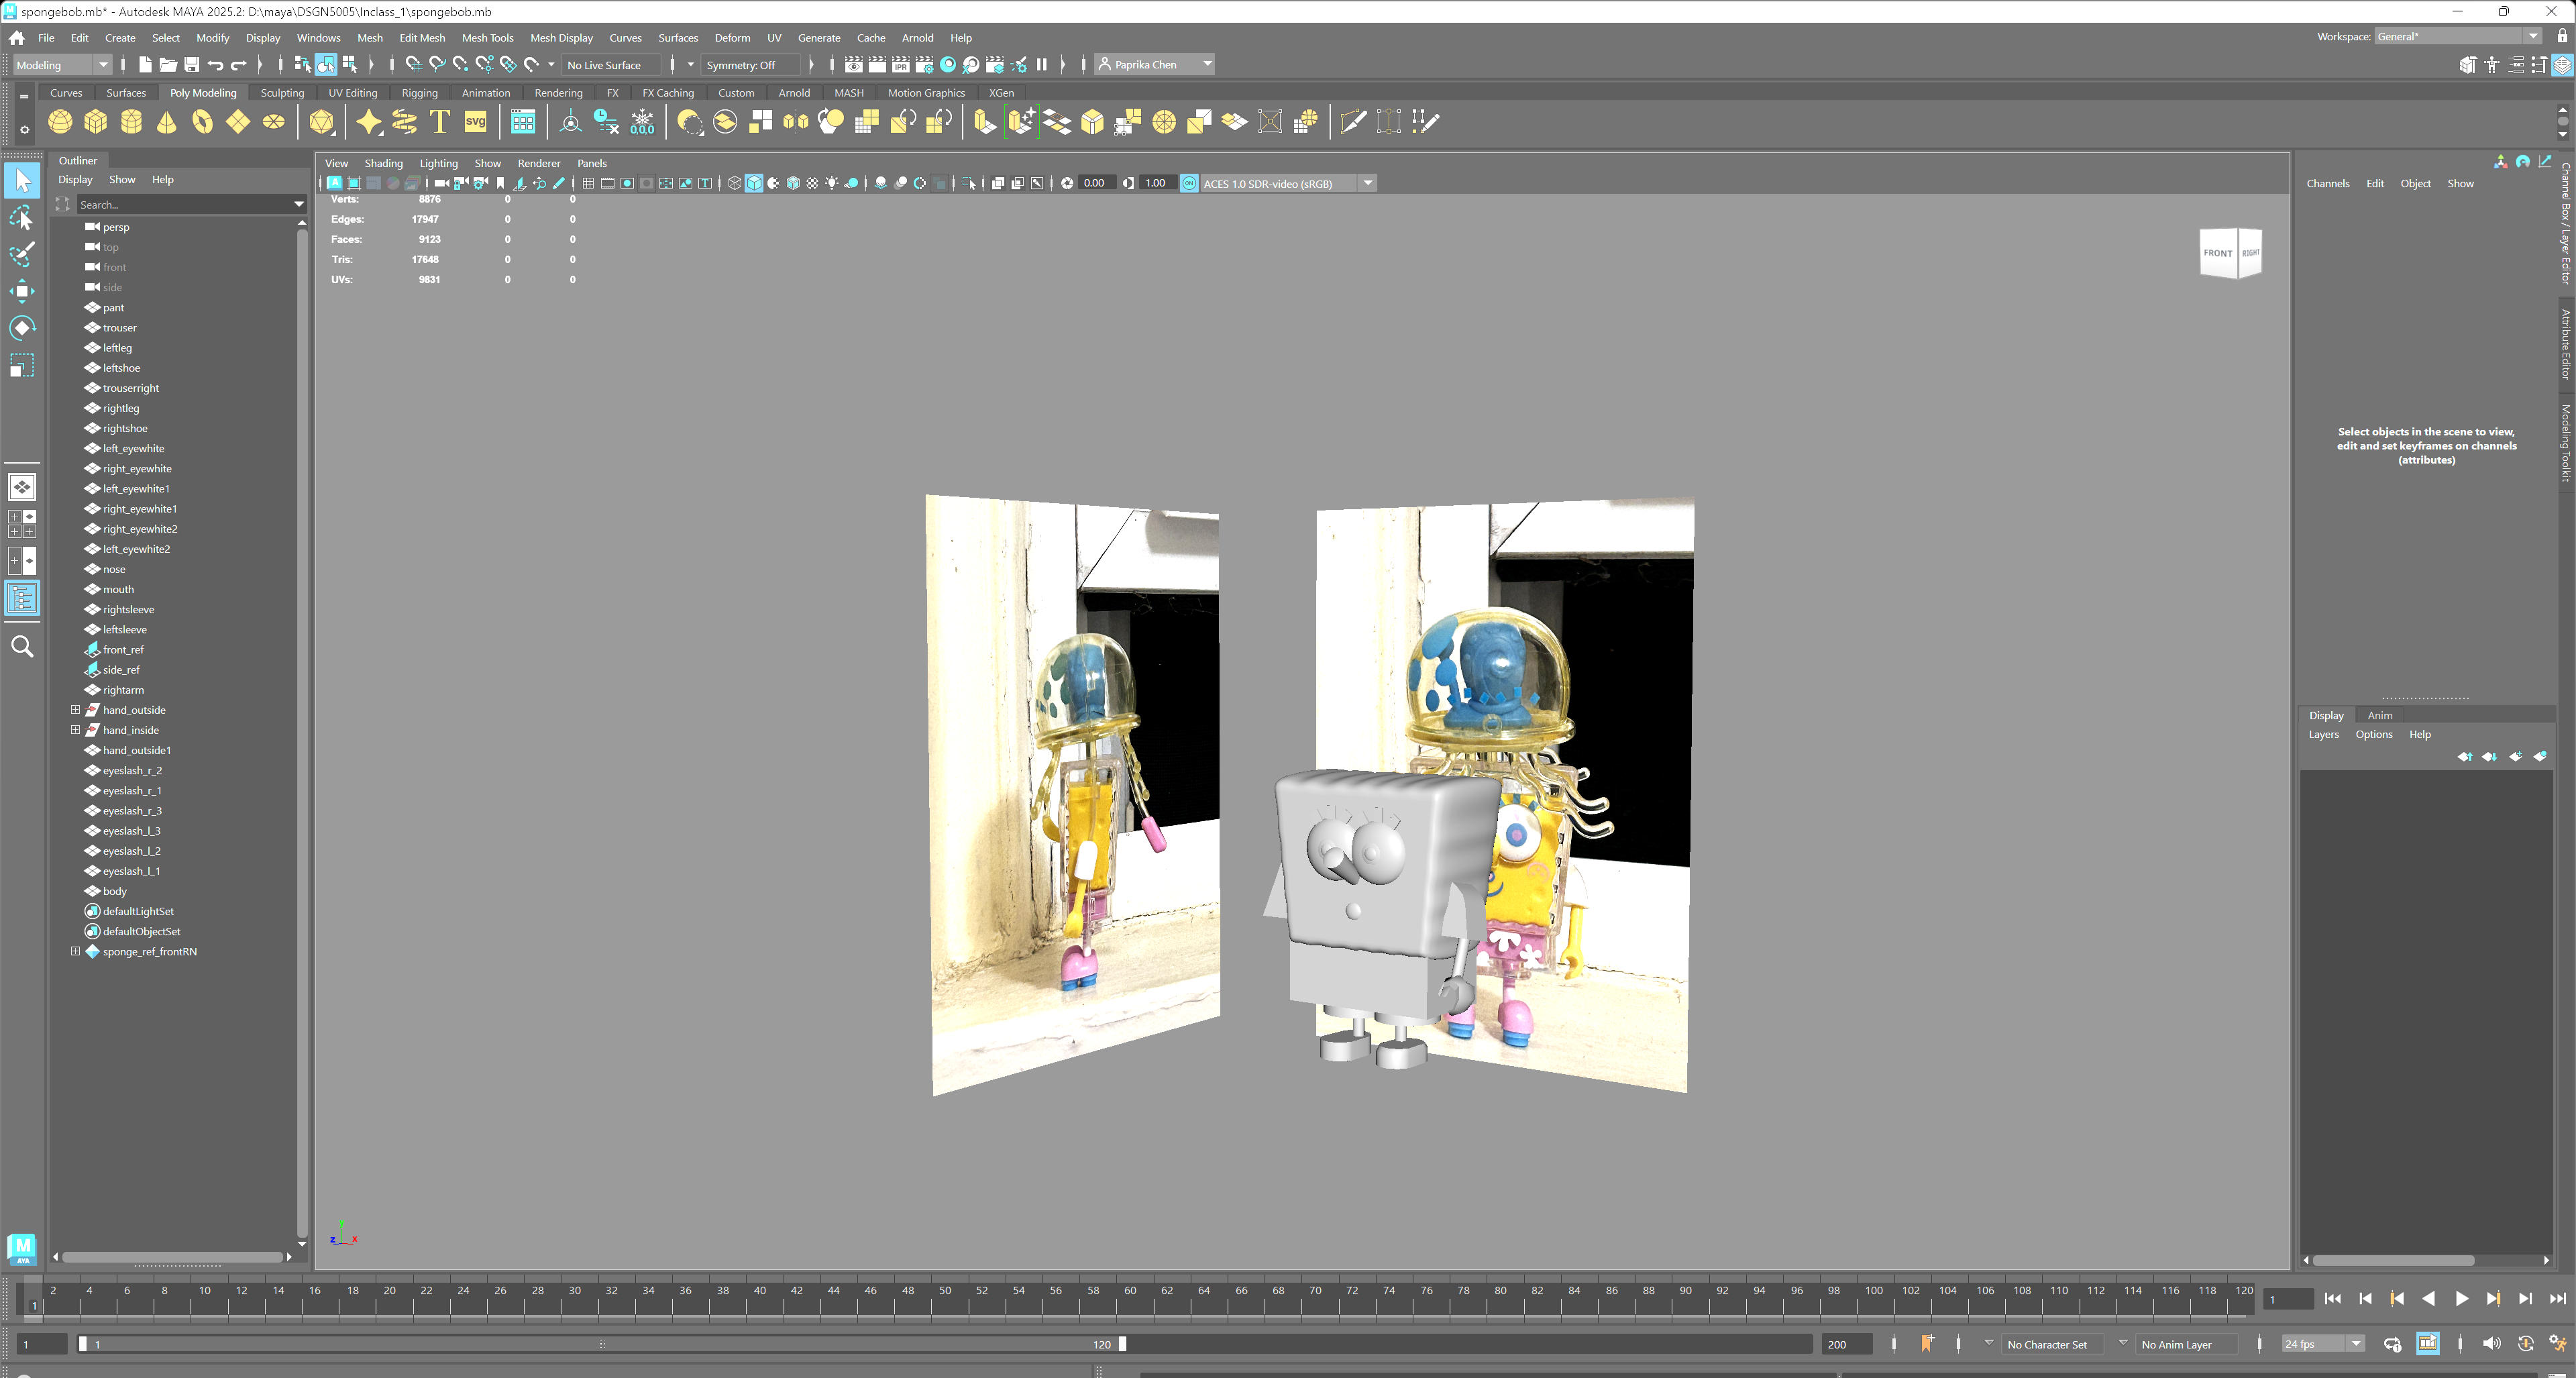 spongebob.mb* - Autodesk MAYA 2025.2: D:\maya\DSGN5005\Inclass_1\spongebob.mb
File Edit Create Select Modify Display Windows Mesh Edit Mesh Mesh Tools Mesh Display Curves Surfaces Deform UV Generate Cache Arnold Help
Workspace: General*
Modeling
No Live Surface
Symmetry: Off
IPR
Paprika Chen
Curves Surfaces Poly Modeling Sculpting UV Editing Rigging Animation Rendering FX FX Caching Custom Arnold MASH Motion Graphics XGen
T svg 0,0,0
Outliner
Display Show Help
Search...
persp
top
front
side
pant
trouser
leftleg
leftshoe
trouserright
rightleg
rightshoe
left_eyewhite
right_eyewhite
left_eyewhite1
right_eyewhite1
right_eyewhite2
left_eyewhite2
nose
mouth
rightsleeve
leftsleeve
front_ref
side_ref
rightarm
hand_outside
hand_inside
hand_outside1
eyeslash_r_2
eyeslash_r_1
eyeslash_r_3
eyeslash_l_3
eyeslash_l_2
eyeslash_l_1
body
defaultLightSet
defaultObjectSet
sponge_ref_frontRN
View Shading Lighting Show Renderer Panels
0.00 1.00 ON ACES 1.0 SDR-video (sRGB)
Verts: 8876 0 0
Edges: 17947 0 0
Faces: 9123 0 0
Tris: 17648 0 0
UVs: 9831 0 0
FRONT RIGHT
z x
Channels Edit Object Show
Select objects in the scene to view,
edit and set keyframes on channels
(attributes)
Channel Box / Layer Editor
Attribute Editor
Modeling Toolkit
Display Anim
Layers Options Help
M
AYA
2 4 6 8 10 12 14 16 18 20 22 24 26 28 30 32 34 36 38 40 42 44 46 48 50 52 54 56 58 60 62 64 66 68 70 72 74 76 78 80 82 84 86 88 90 92 94 96 98 100 102 104 106 108 110 112 114 116 118 120
1
1
1 1 120 200
No Character Set
No Anim Layer
24 fps